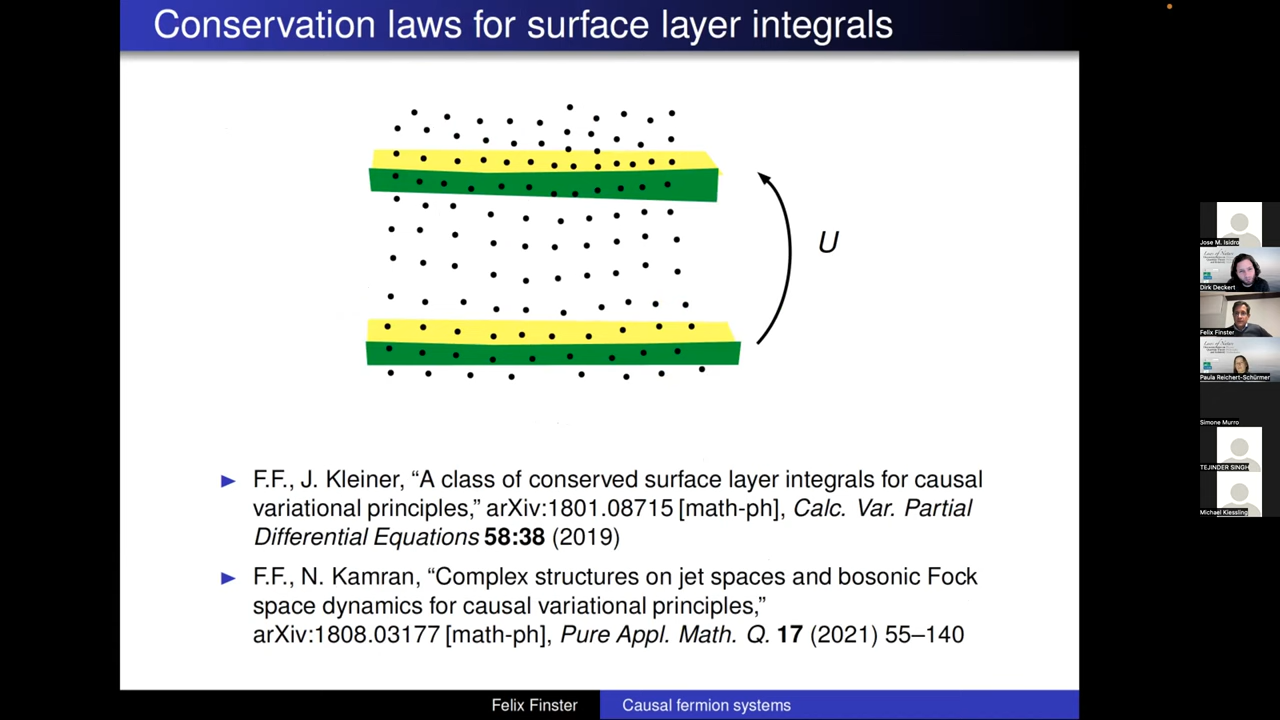 Conservation laws for surface layer integrals
U
F.F., J. Kleiner, “A class of conserved surface layer integrals for causal
variational principles,” arXiv:1801.08715 [math-ph], Calc. Var. Partial
Differential Equations 58:38 (2019)
F.F., N. Kamran, “Complex structures on jet spaces and bosonic Fock
space dynamics for causal variational principles,”
arXiv:1808.03177 [math-ph], Pure Appl. Math. Q. 17 (2021) 55–140
Felix Finster
Causal fermion systems
Jose M. Isidro
Dirk Deckert
Felix Finster
Paula Reichert-Schürmer
Simone Murro
TEJINDER SINGH
Michael Kiessling